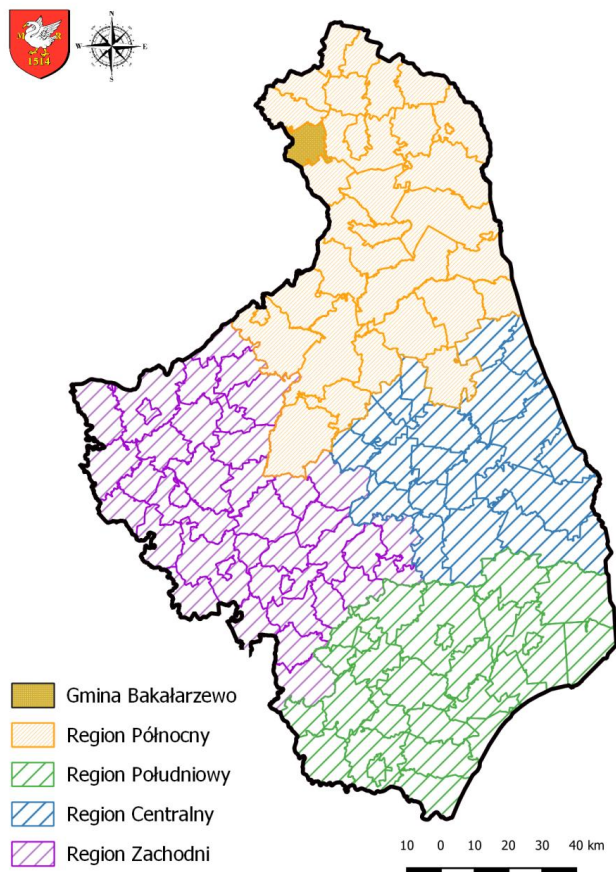 M R
1514
N
W E
S
Gmina Bakałarzewo
Region Północny
Region Południowy
Region Centralny
Region Zachodni
10 0 10 20 30 40 km